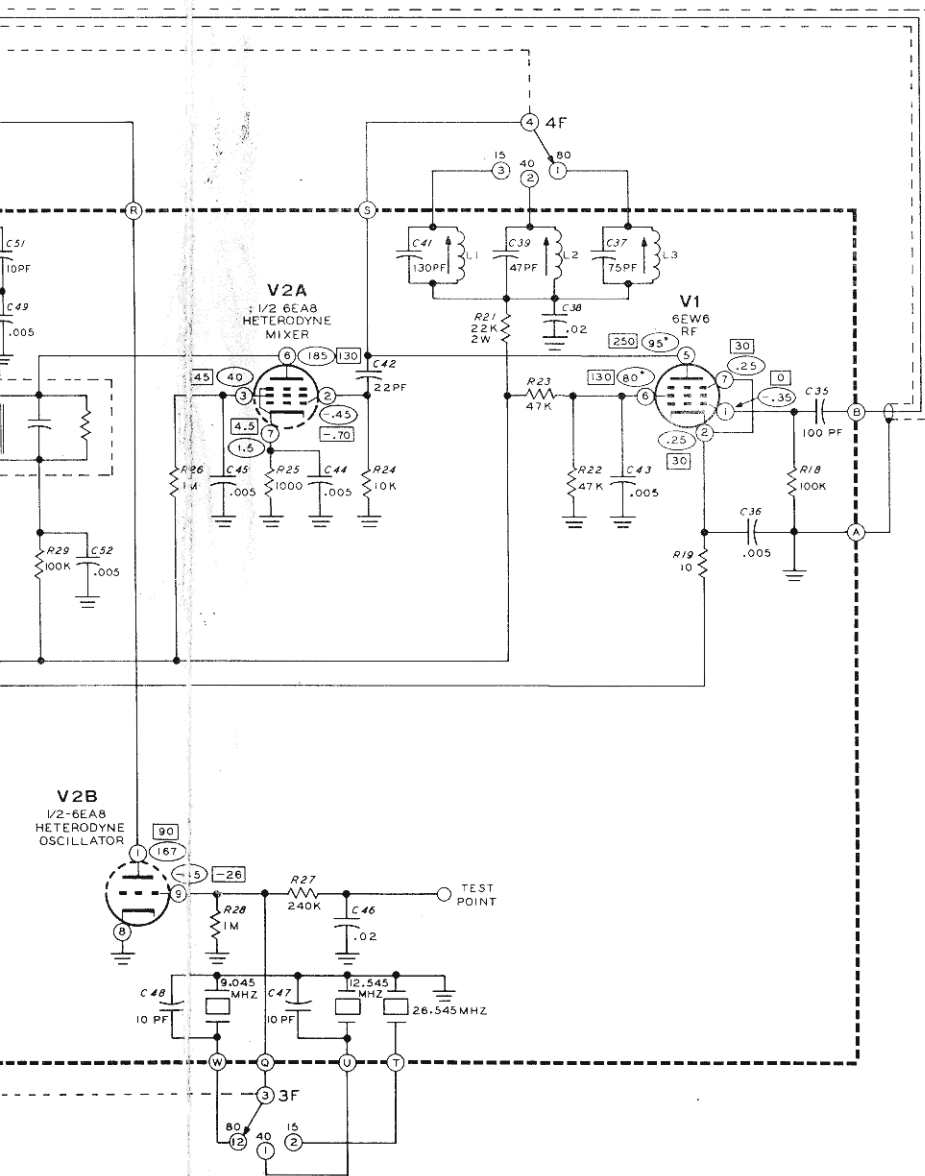 4
4F
15
3
40
2
80
1
R
S
C51
10PF
C49
.005
C41
130PF
L1
C39
47PF
L2
C37
75PF
L3
V2A
1/2 6EA8
HETERODYNE
MIXER
R21
22K
2W
C38
.02
V1
6EW6
RF
6
185
130
C42
22PF
250
95*
5
30
7
.25
0
-.35
C35
100 PF
B
45
40
3
2
-.45
-.70
R23
47K
130
80*
6
1
4.5
7
1.5
.25
2
30
R26
1M
C45
.005
R25
1000
C44
.005
R24
10K
R22
47K
C43
.005
R18
100K
C36
.005
A
R29
100K
C52
.005
R19
10
V2B
1/2-6EA8
HETERODYNE
OSCILLATOR
90
1
167
-26
9
8
R28
1M
R27
240K
C46
.02
TEST
POINT
C48
10 PF
9.045
MHZ
C47
10 PF
12.545
MHZ
26.545MHZ
W
Q
U
T
3
3F
80
12
40
1
15
2